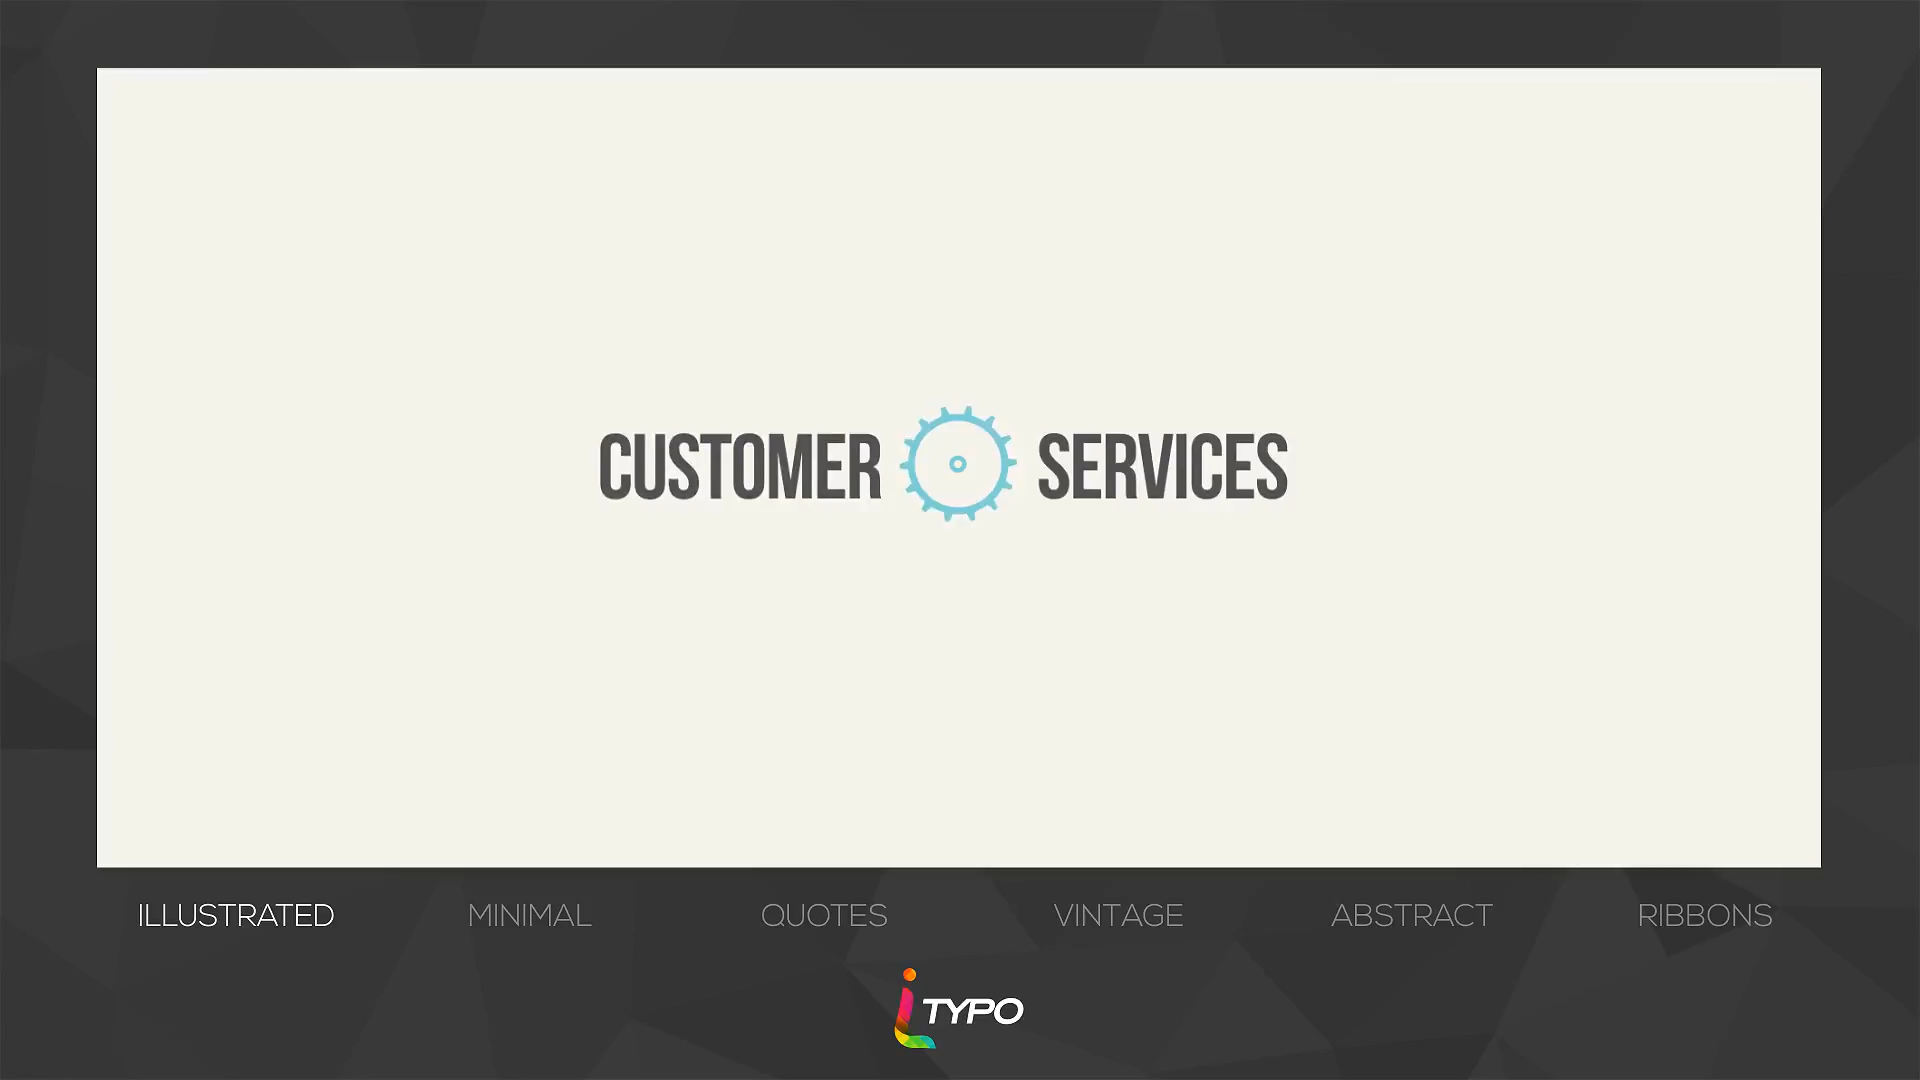 CUSTOMER SERVICES
ILLUSTRATED MINIMAL QUOTES VINTAGE ABSTRACT RIBBONS
i TYPO